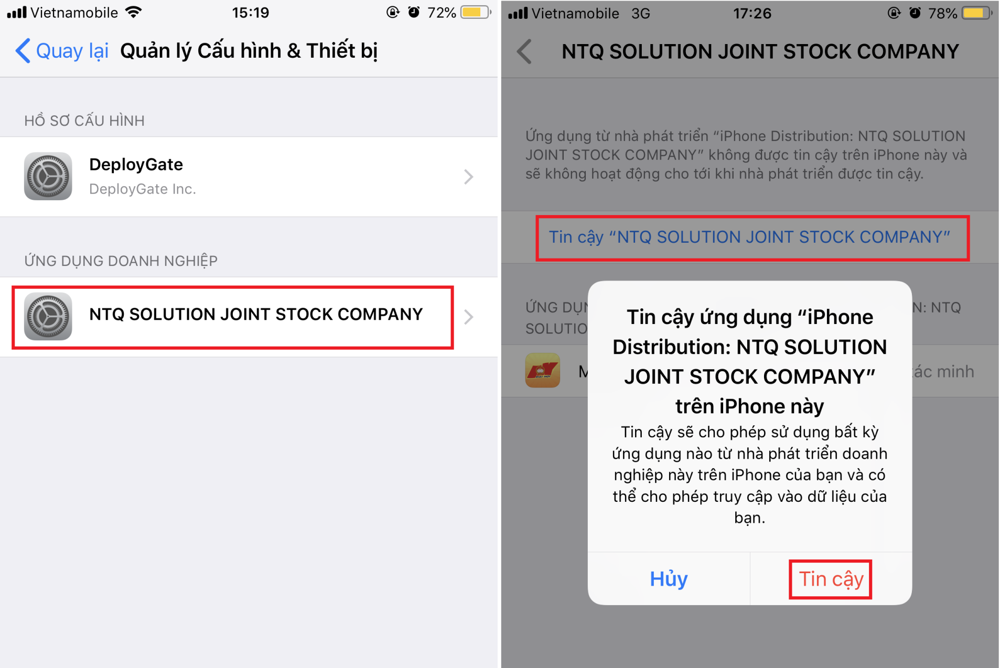 Vietnamobile 15:19 72%
Quay lại Quản lý Cấu hình & Thiết bị
HỒ SƠ CẤU HÌNH
DeployGate
DeployGate Inc.
ỨNG DỤNG DOANH NGHIỆP
NTQ SOLUTION JOINT STOCK COMPANY
Vietnamobile 3G 17:26 78%
NTQ SOLUTION JOINT STOCK COMPANY
Ứng dụng từ nhà phát triển “iPhone Distribution: NTQ SOLUTION
JOINT STOCK COMPANY” không được tin cậy trên iPhone này và
sẽ không hoạt động cho tới khi nhà phát triển được tin cậy.
Tin cậy “NTQ SOLUTION JOINT STOCK COMPANY”
ỨNG N: NTQ
Tin cậy ứng dụng “iPhone
Distribution: NTQ SOLUTION
JOINT STOCK COMPANY”
trên iPhone này
Tin cậy sẽ cho phép sử dụng bất kỳ
ứng dụng nào từ nhà phát triển doanh
nghiệp này trên iPhone của bạn và có
thể cho phép truy cập vào dữ liệu của
bạn.
Hủy Tin cậy
minh